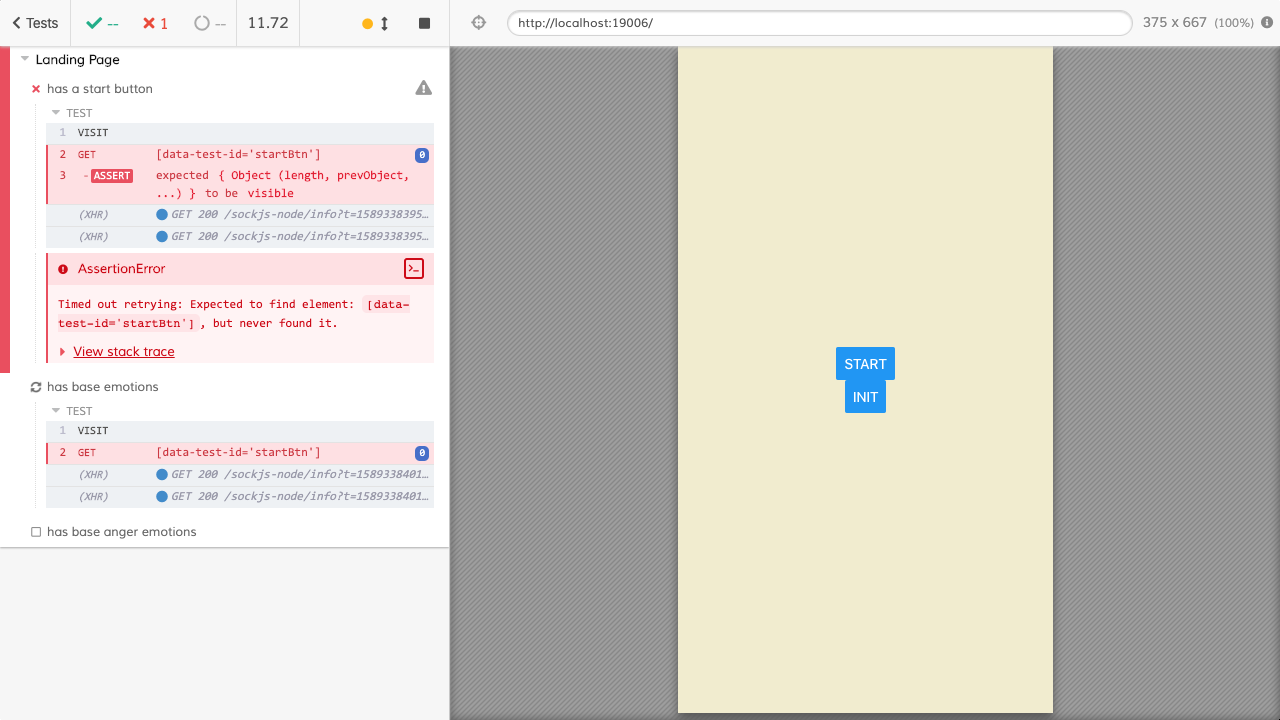 Tests
--
1
--
11.72
http://localhost:19006/
375 x 667 (100%)
Landing Page
has a start button
TEST
1 VISIT
2 GET [data-test-id='startBtn'] 0
3 -ASSERT expected { Object (length, prevObject,
...) } to be visible
(XHR) GET 200 /sockjs-node/info?t=1589338395…
(XHR) GET 200 /sockjs-node/info?t=1589338395…
AssertionError
Timed out retrying: Expected to find element: [data-
test-id='startBtn'], but never found it.
View stack trace
has base emotions
TEST
1 VISIT
2 GET [data-test-id='startBtn'] 0
(XHR) GET 200 /sockjs-node/info?t=1589338401…
(XHR) GET 200 /sockjs-node/info?t=1589338401…
has base anger emotions
START
INIT